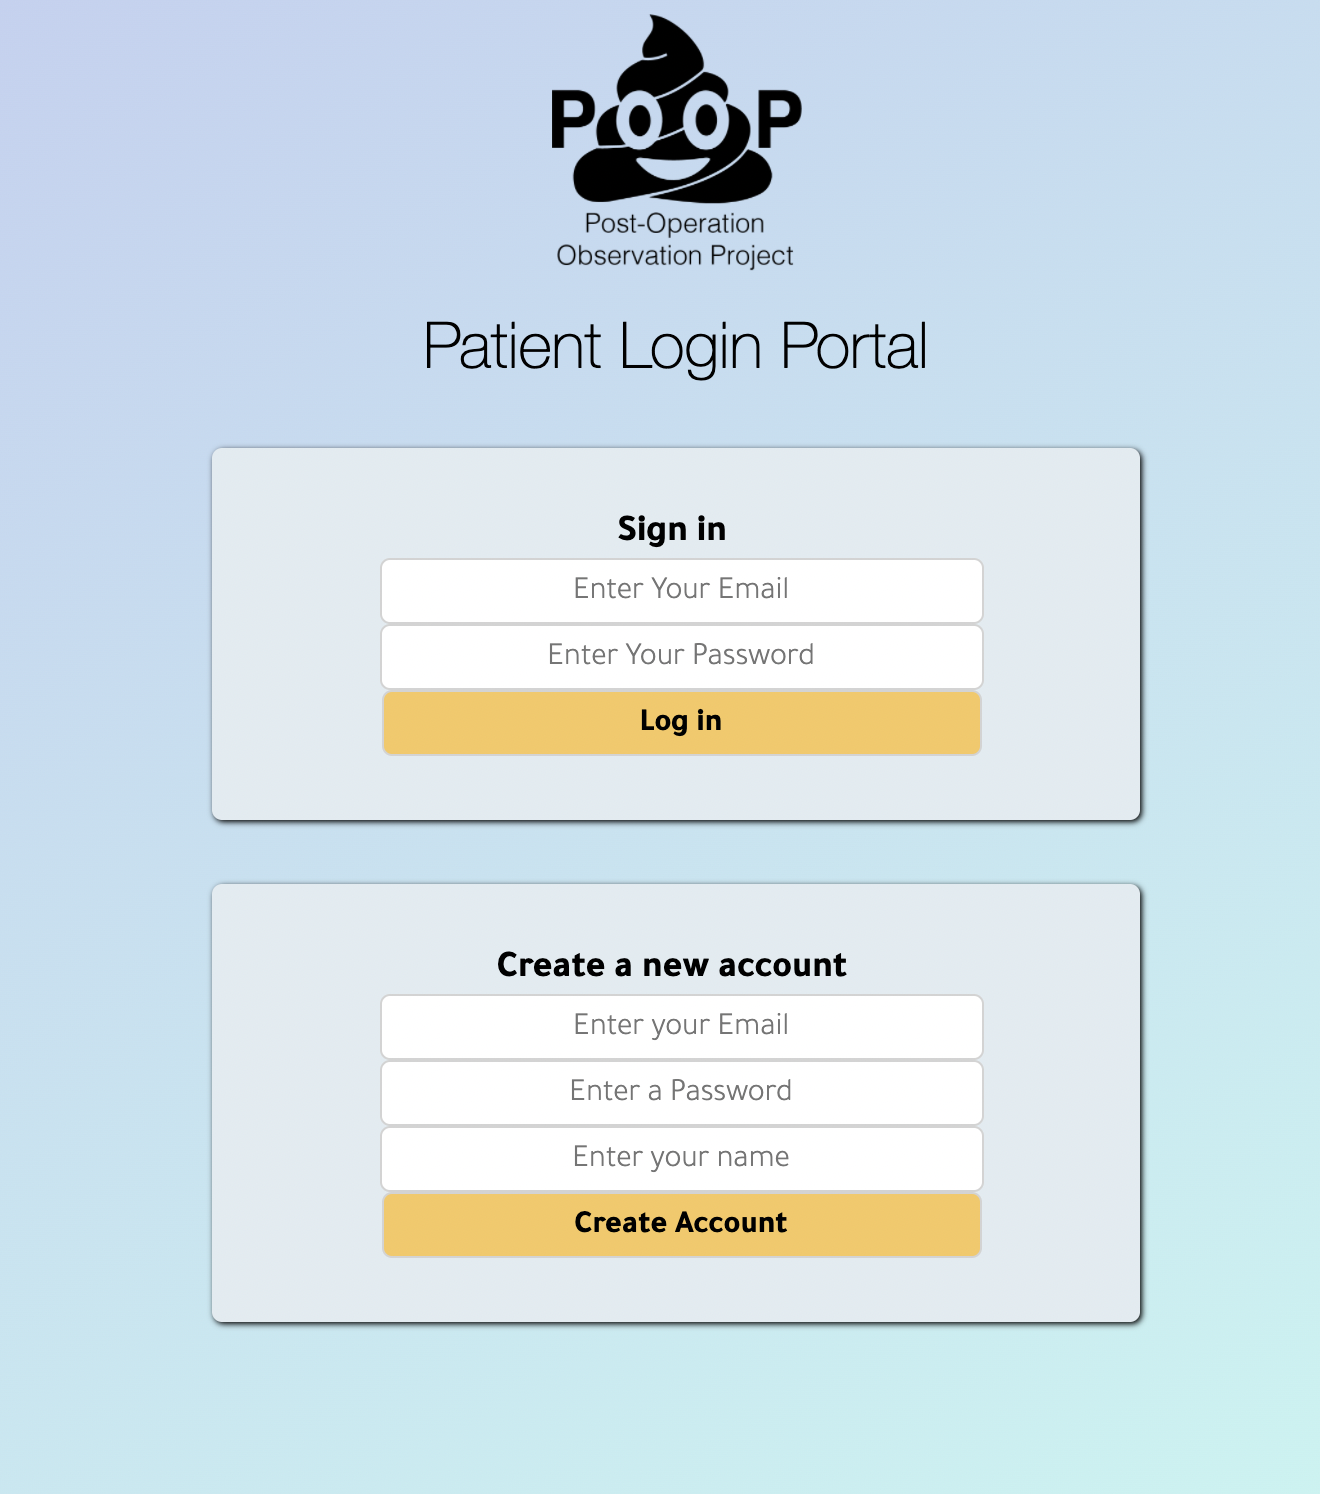 POOP
Post-Operation
Observation Project
Patient Login Portal
Sign in
Enter Your Email
Enter Your Password
Log in
Create a new account
Enter your Email
Enter a Password
Enter your name
Create Account